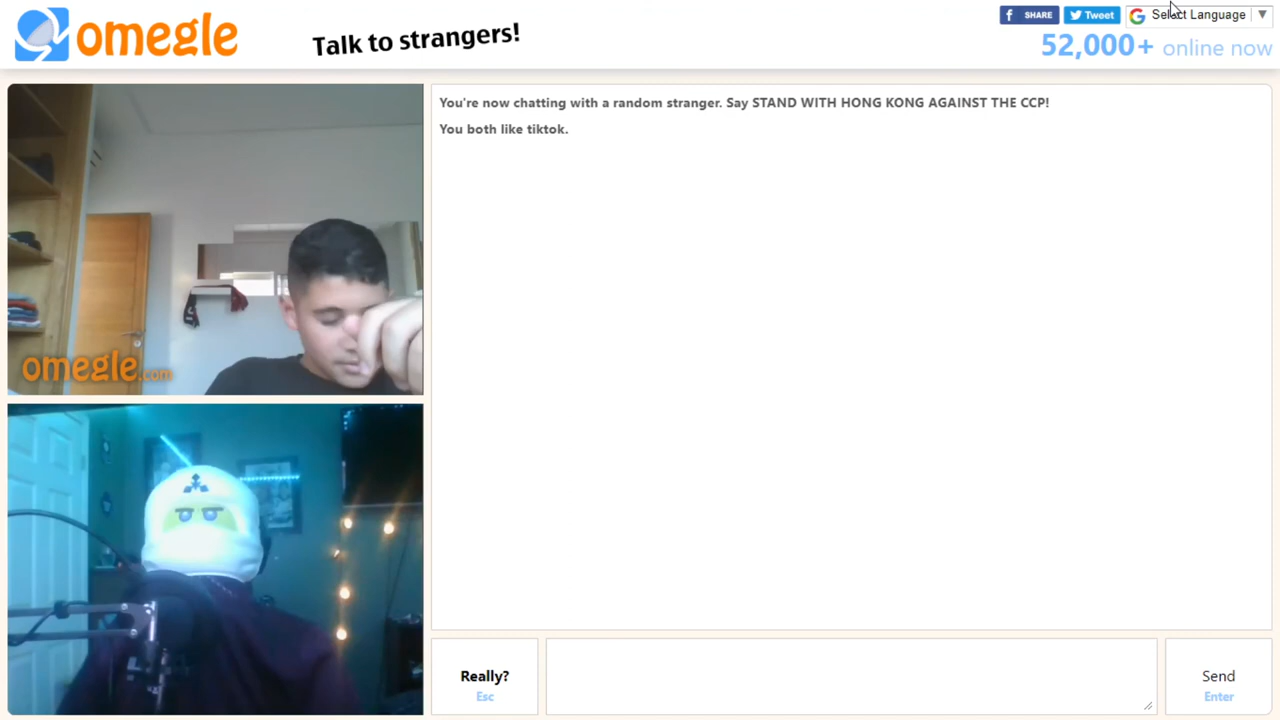 omegle
Talk to strangers!
SHARE
Tweet
Select Language
52,000+ online now
You're now chatting with a random stranger. Say STAND WITH HONG KONG AGAINST THE CCP!
You both like tiktok.
omegle.com
Really?
Esc
Send
Enter